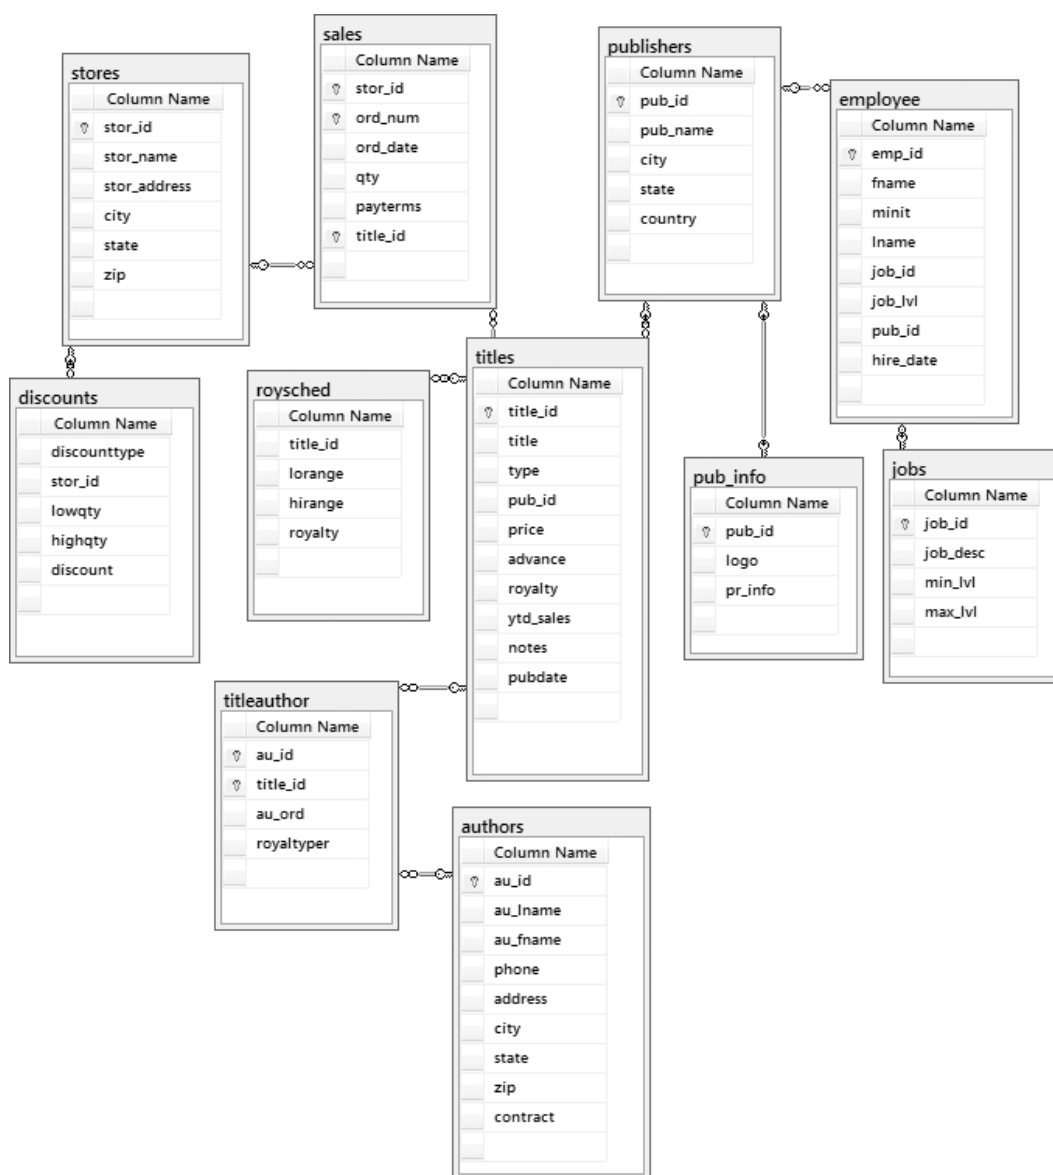 stores
Column Name
stor_id
stor_name
stor_address
city
state
zip
sales
Column Name
stor_id
ord_num
ord_date
qty
payterms
title_id
publishers
Column Name
pub_id
pub_name
city
state
country
employee
Column Name
emp_id
fname
minit
lname
job_id
job_lvl
pub_id
hire_date
discounts
Column Name
discounttype
stor_id
lowqty
highqty
discount
roysched
Column Name
title_id
lorange
hirange
royalty
titles
Column Name
title_id
title
type
pub_id
price
advance
royalty
ytd_sales
notes
pubdate
pub_info
Column Name
pub_id
logo
pr_info
jobs
Column Name
job_id
job_desc
min_lvl
max_lvl
titleauthor
Column Name
au_id
title_id
au_ord
royaltyper
authors
Column Name
au_id
au_lname
au_fname
phone
address
city
state
zip
contract